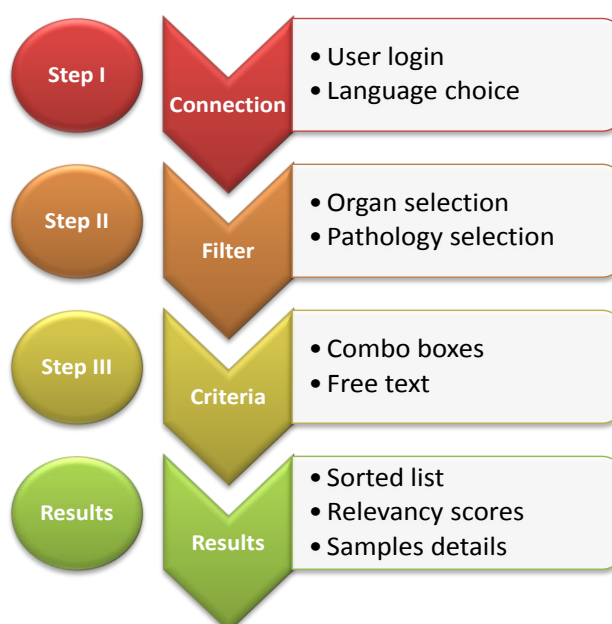 Step I
Connection
• User login
• Language choice
Step II
Filter
• Organ selection
• Pathology selection
Step III
Criteria
• Combo boxes
• Free text
Results
Results
• Sorted list
• Relevancy scores
• Samples details